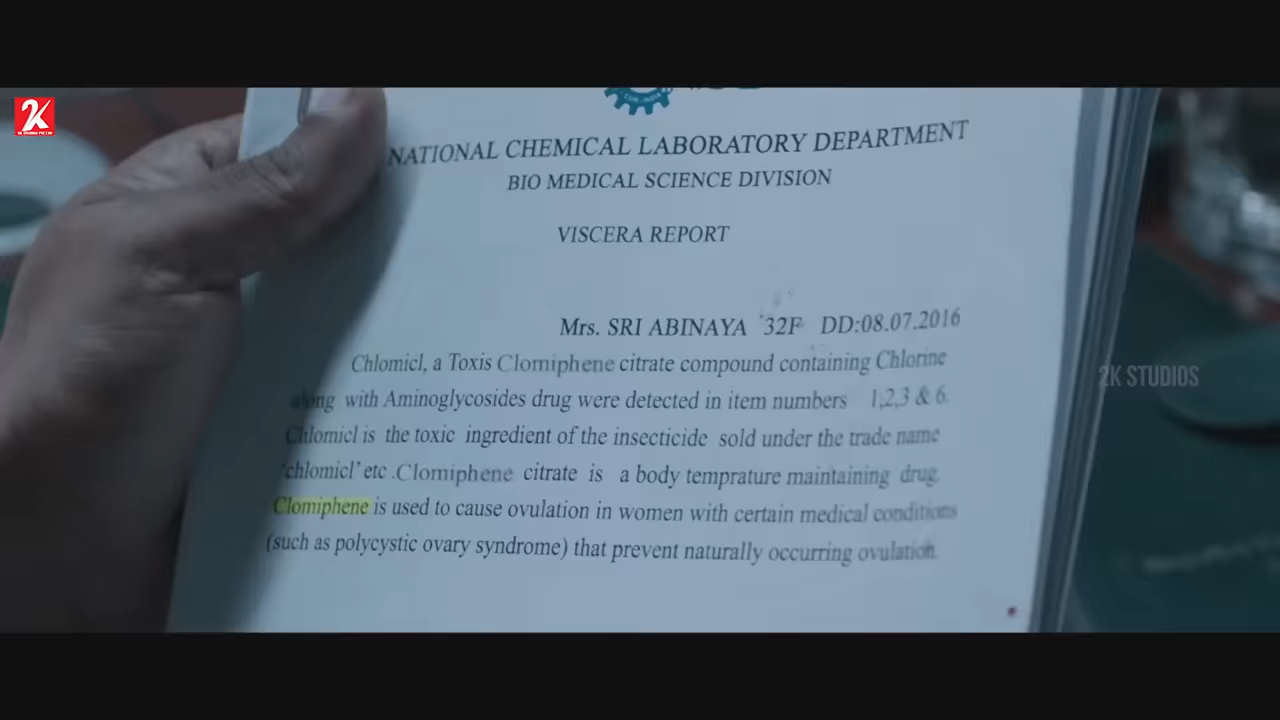 2K
NATIONAL CHEMICAL LABORATORY DEPARTMENT
BIO MEDICAL SCIENCE DIVISION
VISCERA REPORT
Mrs. SRI ABINAYA 32F DD:08.07.2016
Chlomicl, a Toxis Clomiphene citrate compound containing Chlorine
along with Aminoglycosides drug were detected in item numbers 1,2,3 & 6.
Chlomicl is the toxic ingredient of the insecticide sold under the trade name
'chlomicl' etc .Clomiphene citrate is a body temprature maintaining drug.
Clomiphene is used to cause ovulation in women with certain medical conditions
(such as polycystic ovary syndrome) that prevent naturally occurring ovulation.
2K STUDIOS